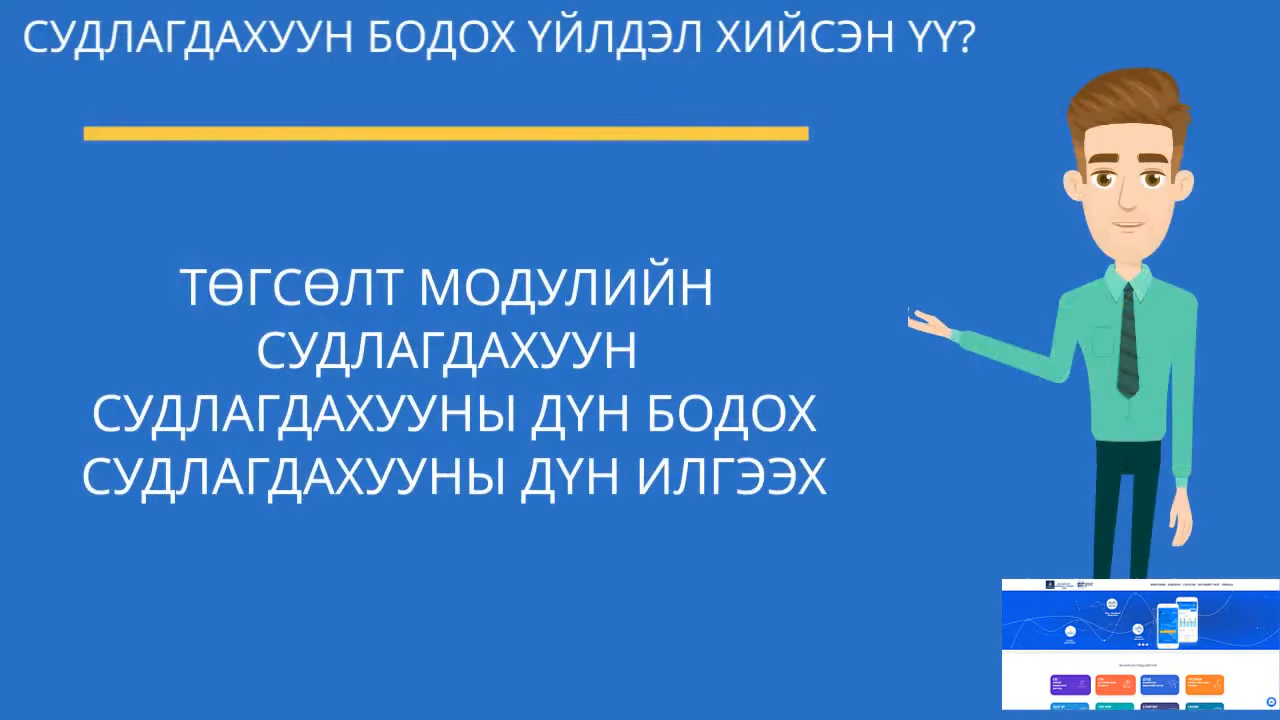 СУДЛАГДАХУУН БОДОХ ҮЙЛДЭЛ ХИЙСЭН ҮҮ?
ТӨГСӨЛТ МОДУЛИЙН
СУДЛАГДАХУУН
СУДЛАГДАХУУНЫ ДҮН БОДОХ
СУДЛАГДАХУУНЫ ДҮН ИЛГЭЭХ